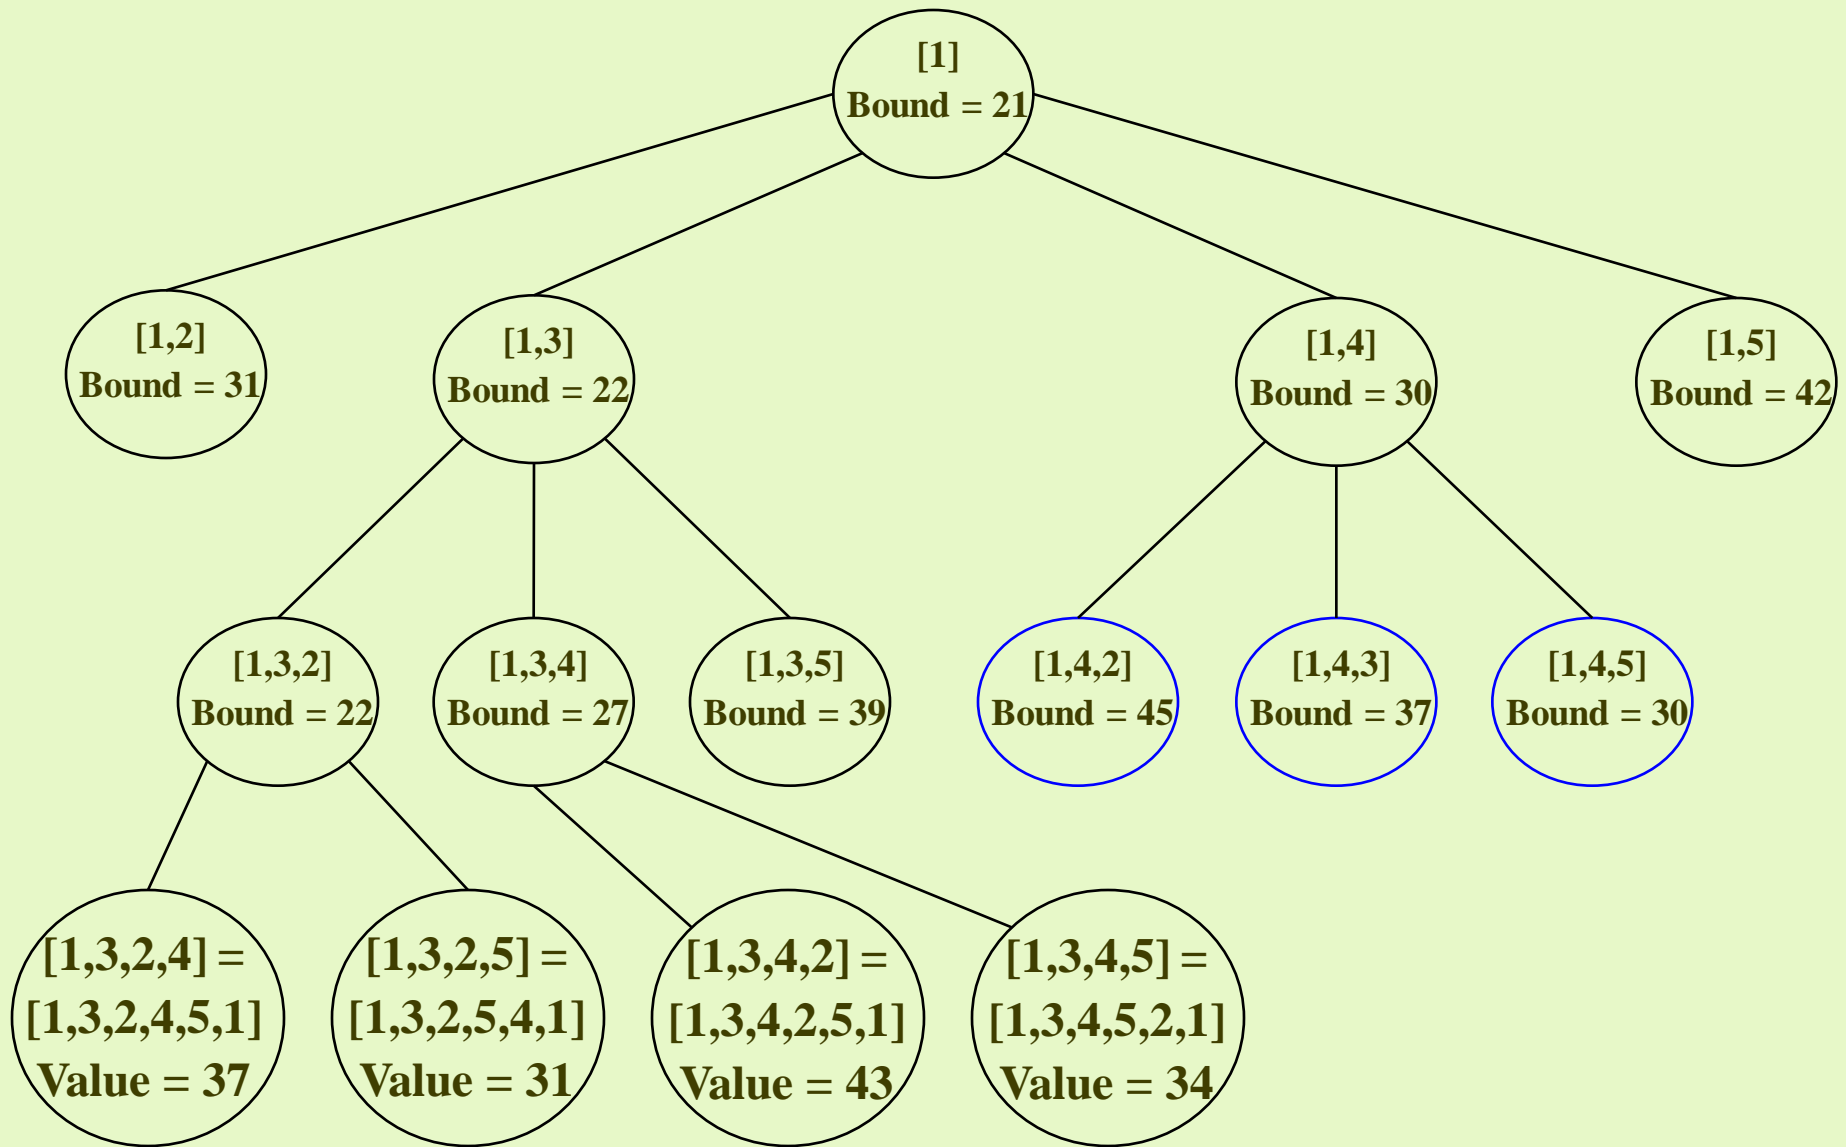 [1]
Bound = 21
[1,2]
Bound = 31
[1,3]
Bound = 22
[1,4]
Bound = 30
[1,5]
Bound = 42
[1,3,2]
Bound = 22
[1,3,4]
Bound = 27
[1,3,5]
Bound = 39
[1,4,2]
Bound = 45
[1,4,3]
Bound = 37
[1,4,5]
Bound = 30
[1,3,2,4] =
[1,3,2,4,5,1]
Value = 37
[1,3,2,5] =
[1,3,2,5,4,1]
Value = 31
[1,3,4,2] =
[1,3,4,2,5,1]
Value = 43
[1,3,4,5] =
[1,3,4,5,2,1]
Value = 34